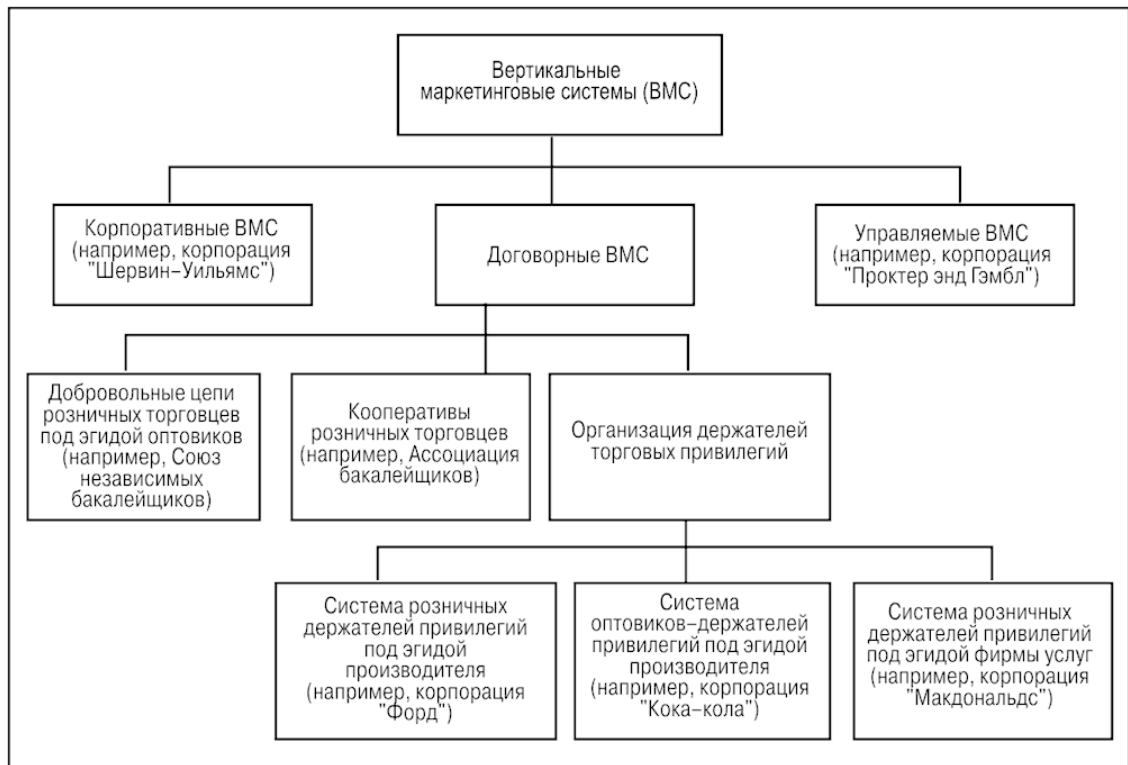 Вертикальные
маркетинговые системы (ВМС)
Корпоративные ВМС
(например, корпорация
"Шервин-Уильямс")
Договорные ВМС
Управляемые ВМС
(например, корпорация
"Проктер энд Гэмбл")
Добровольные цепи
розничных торговцев
под эгидой оптовиков
(например, Союз
независимых
бакалейщиков)
Кооперативы
розничных торговцев
(например, Ассоциация
бакалейщиков)
Организация держателей
торговых привилегий
Система розничных
держателей привилегий
под эгидой
производителя
(например, корпорация
"Форд")
Система
оптовиков-держателей
привилегий под эгидой
производителя
(например, корпорация
"Кока-кола")
Система розничных
держателей привилегий
под эгидой фирмы услуг
(например, корпорация
"Макдональдс")